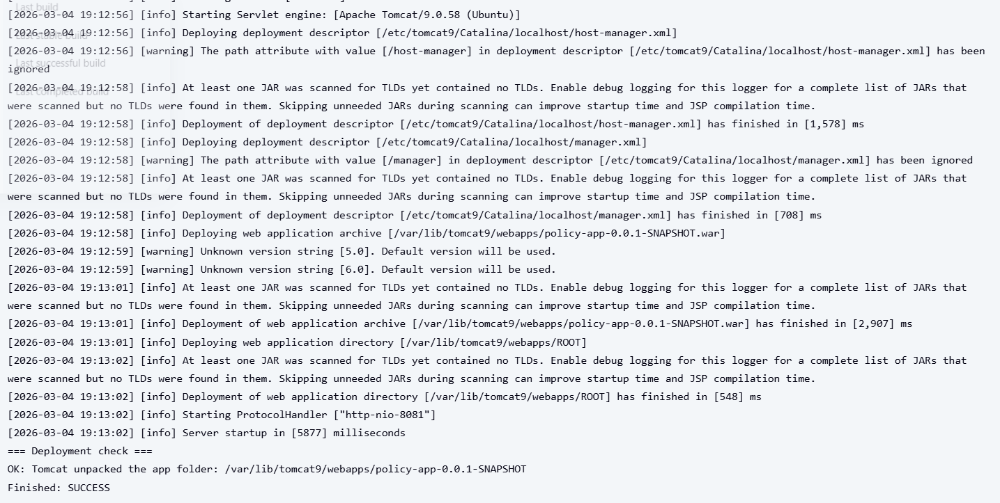 Last build
[2026-03-04 19:12:56] [info] Starting Servlet engine: [Apache Tomcat/9.0.58 (Ubuntu)]
[2026-03-04 19:12:56] [info] Deploying deployment descriptor [/etc/tomcat9/Catalina/localhost/host-manager.xml]
Last stable build
[2026-03-04 19:12:56] [warning] The path attribute with value [/host-manager] in deployment descriptor [/etc/tomcat9/Catalina/localhost/host-manager.xml] has been
Last successful build
ignored
[2026-03-04 19:12:58] [info] At least one JAR was scanned for TLDs yet contained no TLDs. Enable debug logging for this logger for a complete list of JARs that
Last completed build
were scanned but no TLDs were found in them. Skipping unneeded JARs during scanning can improve startup time and JSP compilation time.
[2026-03-04 19:12:58] [info] Deployment of deployment descriptor [/etc/tomcat9/Catalina/localhost/host-manager.xml] has finished in [1,578] ms
[2026-03-04 19:12:58] [info] Deploying deployment descriptor [/etc/tomcat9/Catalina/localhost/manager.xml]
[2026-03-04 19:12:58] [warning] The path attribute with value [/manager] in deployment descriptor [/etc/tomcat9/Catalina/localhost/manager.xml] has been ignored
[2026-03-04 19:12:58] [info] At least one JAR was scanned for TLDs yet contained no TLDs. Enable debug logging for this logger for a complete list of JARs that
were scanned but no TLDs were found in them. Skipping unneeded JARs during scanning can improve startup time and JSP compilation time.
[2026-03-04 19:12:58] [info] Deployment of deployment descriptor [/etc/tomcat9/Catalina/localhost/manager.xml] has finished in [708] ms
[2026-03-04 19:12:58] [info] Deploying web application archive [/var/lib/tomcat9/webapps/policy-app-0.0.1-SNAPSHOT.war]
[2026-03-04 19:12:59] [warning] Unknown version string [5.0]. Default version will be used.
[2026-03-04 19:12:59] [warning] Unknown version string [6.0]. Default version will be used.
[2026-03-04 19:13:01] [info] At least one JAR was scanned for TLDs yet contained no TLDs. Enable debug logging for this logger for a complete list of JARs that
were scanned but no TLDs were found in them. Skipping unneeded JARs during scanning can improve startup time and JSP compilation time.
[2026-03-04 19:13:01] [info] Deployment of web application archive [/var/lib/tomcat9/webapps/policy-app-0.0.1-SNAPSHOT.war] has finished in [2,907] ms
[2026-03-04 19:13:01] [info] Deploying web application directory [/var/lib/tomcat9/webapps/ROOT]
[2026-03-04 19:13:02] [info] At least one JAR was scanned for TLDs yet contained no TLDs. Enable debug logging for this logger for a complete list of JARs that
were scanned but no TLDs were found in them. Skipping unneeded JARs during scanning can improve startup time and JSP compilation time.
[2026-03-04 19:13:02] [info] Deployment of web application directory [/var/lib/tomcat9/webapps/ROOT] has finished in [548] ms
[2026-03-04 19:13:02] [info] Starting ProtocolHandler ["http-nio-8081"]
[2026-03-04 19:13:02] [info] Server startup in [5877] milliseconds
=== Deployment check ===
OK: Tomcat unpacked the app folder: /var/lib/tomcat9/webapps/policy-app-0.0.1-SNAPSHOT
Finished: SUCCESS